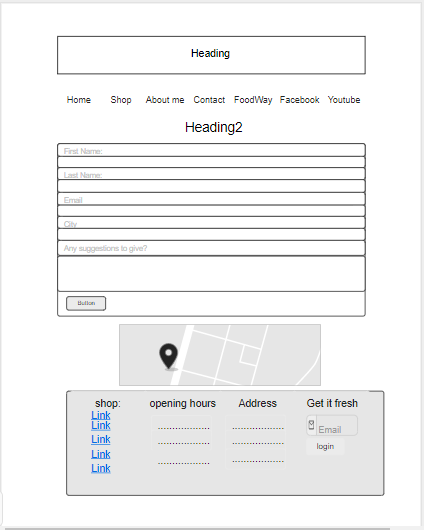 Heading
Home Shop About me Contact FoodWay Facebook Youtube
Heading2
First Name:
Last Name:
Email
City
Any suggestions to give?
Button
shop: opening hours Address Get it fresh
Link
Link
Link
Link
Link
Email
login